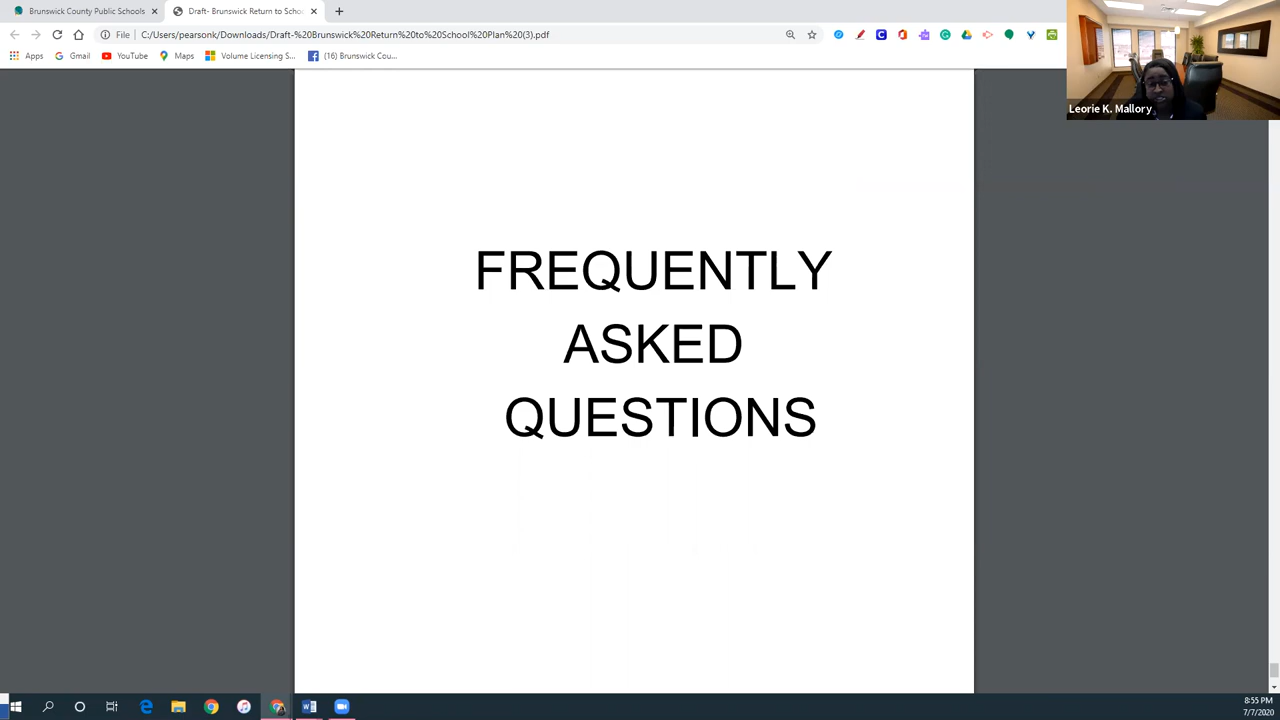 Brunswick County Public Schools
Draft- Brunswick Return to Schoo
File
C:/Users/pearsonk/Downloads/Draft-%20Brunswick%20Return%20to%20School%20Plan%20(3).pdf
Apps
Gmail
YouTube
Maps
Volume Licensing S...
(16) Brunswick Cou...
Leorie K. Mallory
FREQUENTLY
ASKED
QUESTIONS
8:55 PM
7/7/2020